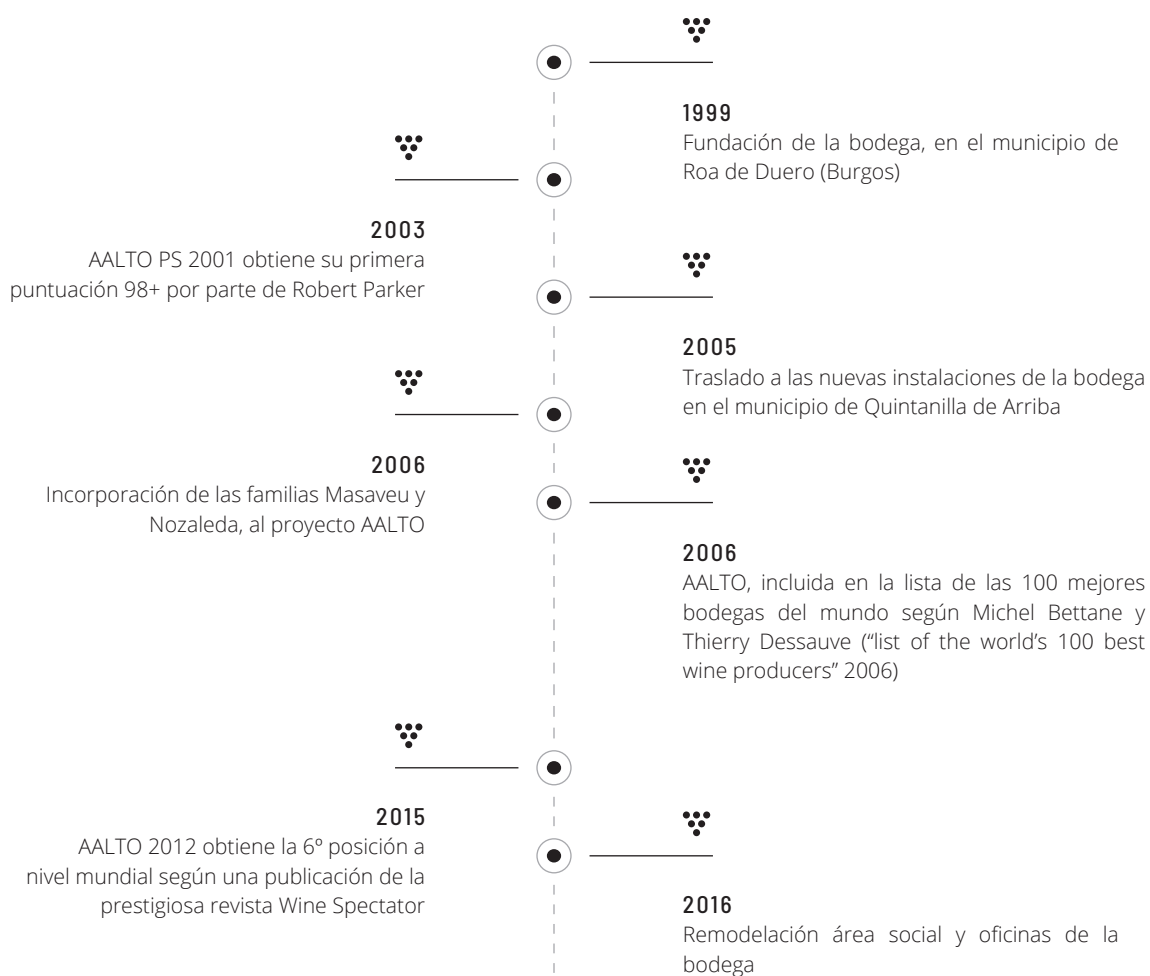 1999
Fundación de la bodega, en el municipio de
Roa de Duero (Burgos)
2003
AALTO PS 2001 obtiene su primera
puntuación 98+ por parte de Robert Parker
2005
Traslado a las nuevas instalaciones de la bodega
en el municipio de Quintanilla de Arriba
2006
Incorporación de las familias Masaveu y
Nozaleda, al proyecto AALTO
2006
AALTO, incluida en la lista de las 100 mejores
bodegas del mundo según Michel Bettane y
Thierry Dessauve (“list of the world’s 100 best
wine producers” 2006)
2015
AALTO 2012 obtiene la 6º posición a
nivel mundial según una publicación de la
prestigiosa revista Wine Spectator
2016
Remodelación área social y oficinas de la
bodega